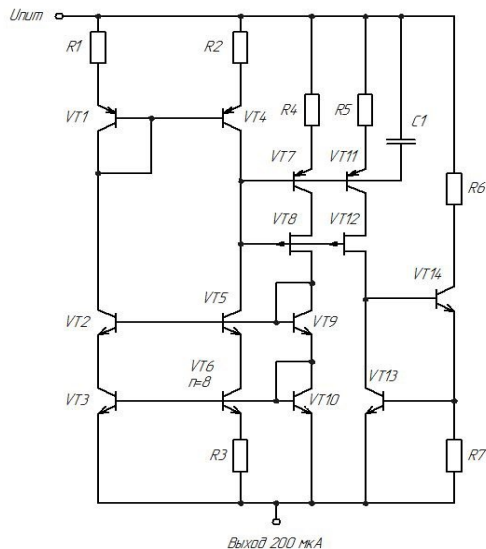 Uпит
R1
R2
VT1
VT4
R4
R5
C1
VT7
VT11
R6
VT8
VT12
VT14
VT5
VT2
VT9
VT6
n=8
VT13
VT3
VT10
R3
R7
Выход 200 мкА